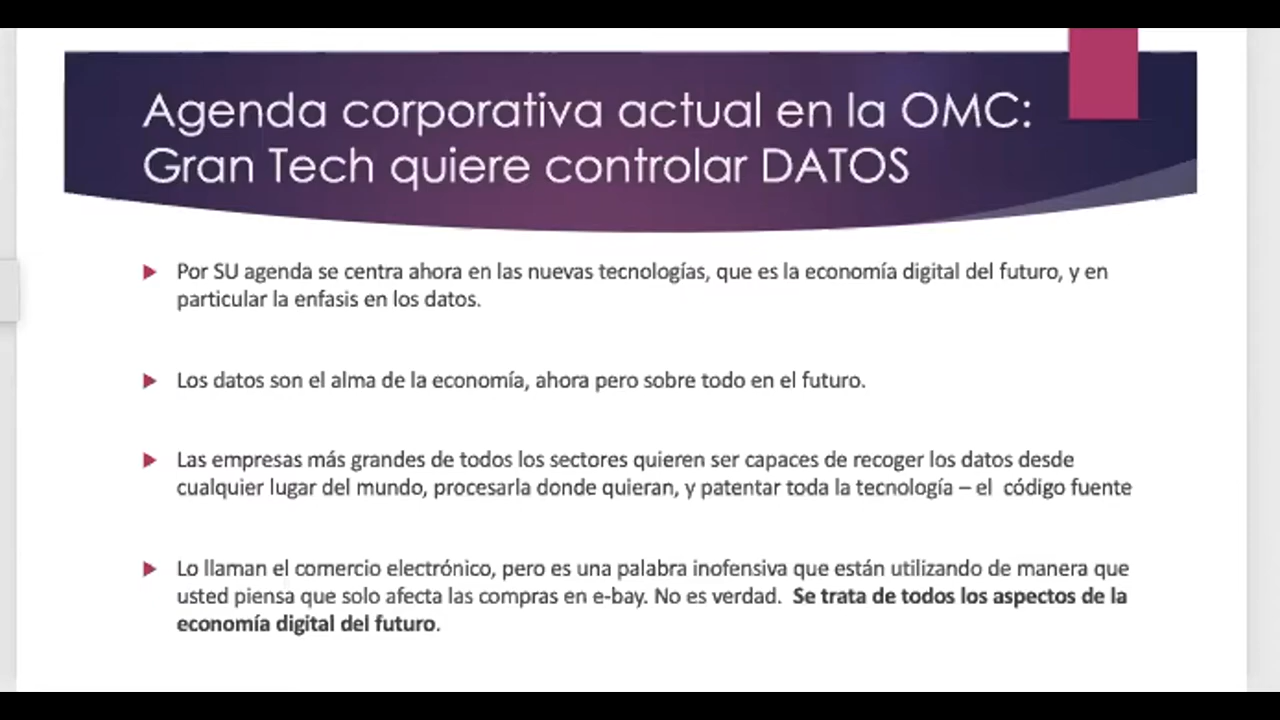 Agenda corporativa actual en la OMC:
Gran Tech quiere controlar DATOS
Por SU agenda se centra ahora en las nuevas tecnologías, que es la economía digital del futuro, y en
particular la enfasis en los datos.
Los datos son el alma de la economía, ahora pero sobre todo en el futuro.
Las empresas más grandes de todos los sectores quieren ser capaces de recoger los datos desde
cualquier lugar del mundo, procesarla donde quieran, y patentar toda la tecnología – el  código fuente
Lo llaman el comercio electrónico, pero es una palabra inofensiva que están utilizando de manera que
usted piensa que solo afecta las compras en e-bay. No es verdad.  Se trata de todos los aspectos de la
economía digital del futuro.